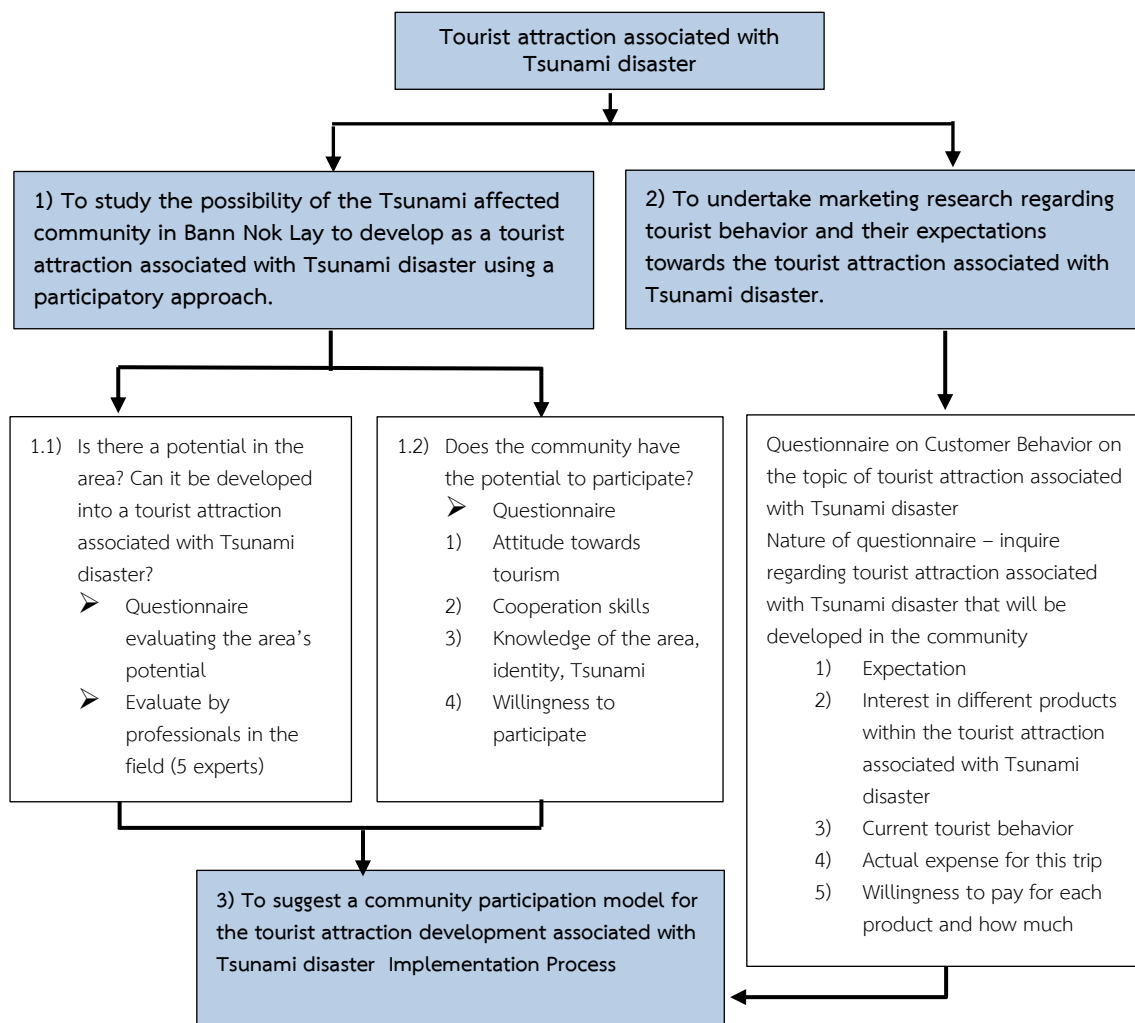 Tourist attraction associated with
Tsunami disaster
1) To study the possibility of the Tsunami affected
community in Bann Nok Lay to develop as a tourist
attraction associated with Tsunami disaster using a
participatory approach.
2) To undertake marketing research regarding
tourist behavior and their expectations
towards the tourist attraction associated with
Tsunami disaster.
1.1) Is there a potential in the
area? Can it be developed
into a tourist attraction
associated with Tsunami
disaster?
➢ Questionnaire
evaluating the area’s
potential
➢ Evaluate by
professionals in the
field (5 experts)
1.2) Does the community have
the potential to participate?
➢ Questionnaire
1) Attitude towards
tourism
2) Cooperation skills
3) Knowledge of the area,
identity, Tsunami
4) Willingness to
participate
Questionnaire on Customer Behavior on
the topic of tourist attraction associated
with Tsunami disaster
Nature of questionnaire – inquire
regarding tourist attraction associated
with Tsunami disaster that will be
developed in the community
1) Expectation
2) Interest in different products
within the tourist attraction
associated with Tsunami
disaster
3) Current tourist behavior
4) Actual expense for this trip
5) Willingness to pay for each
product and how much
3) To suggest a community participation model for
the tourist attraction development associated with
Tsunami disaster Implementation Process